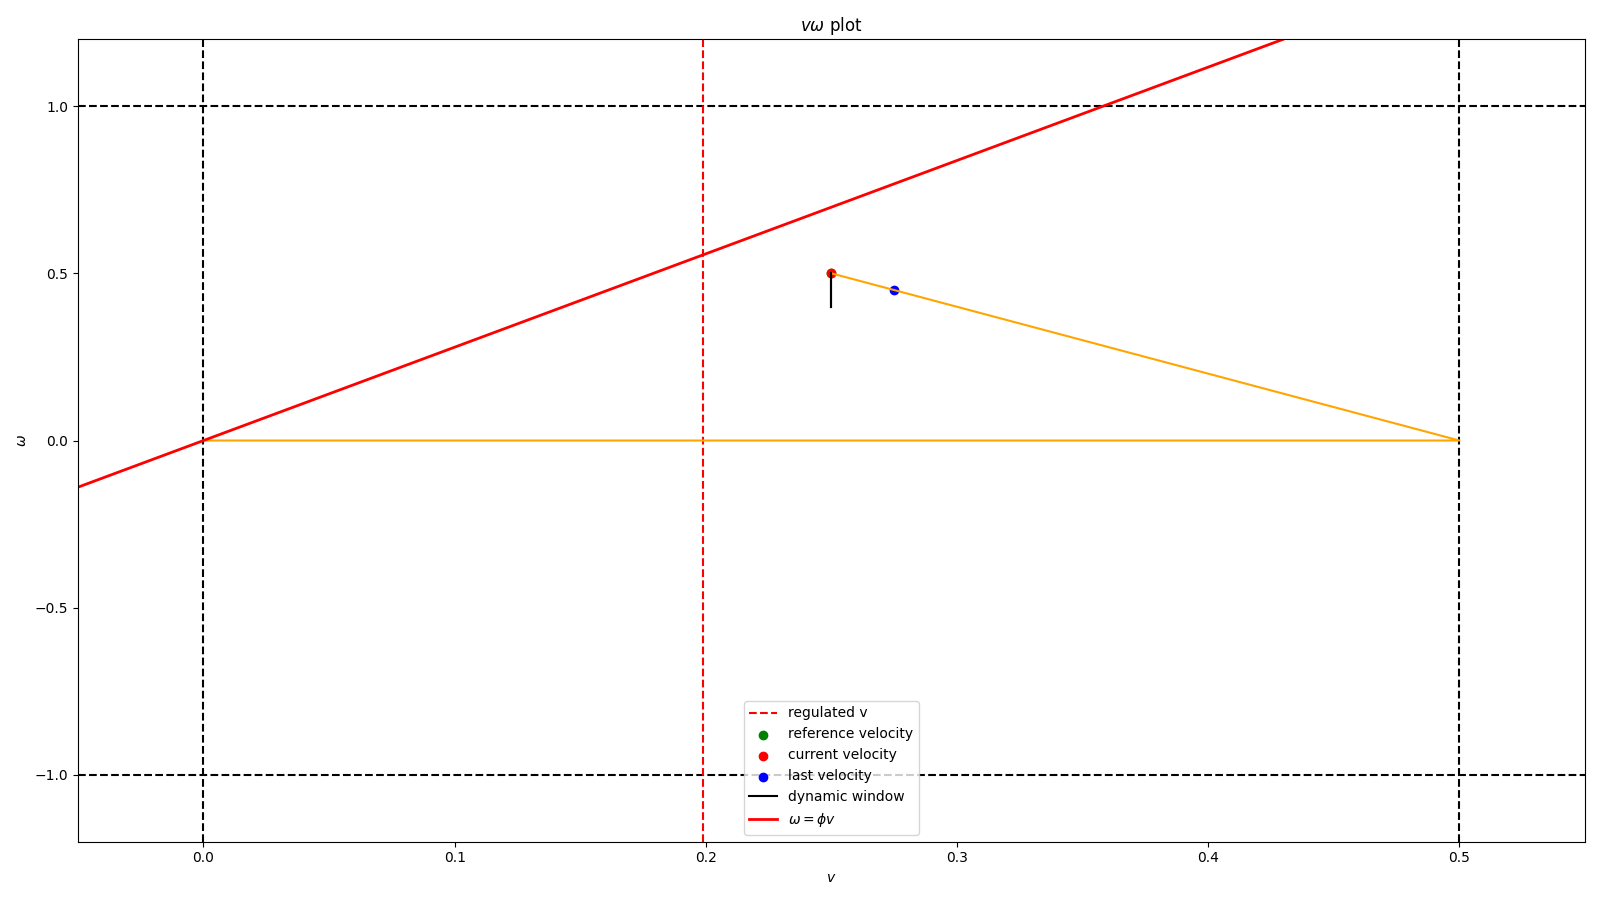 vω plot
1.0
0.5
0.0
−0.5
−1.0
ω
regulated v
reference velocity
current velocity
last velocity
dynamic window
ω = ϕv
0.0 0.1 0.2 0.3 0.4 0.5
v